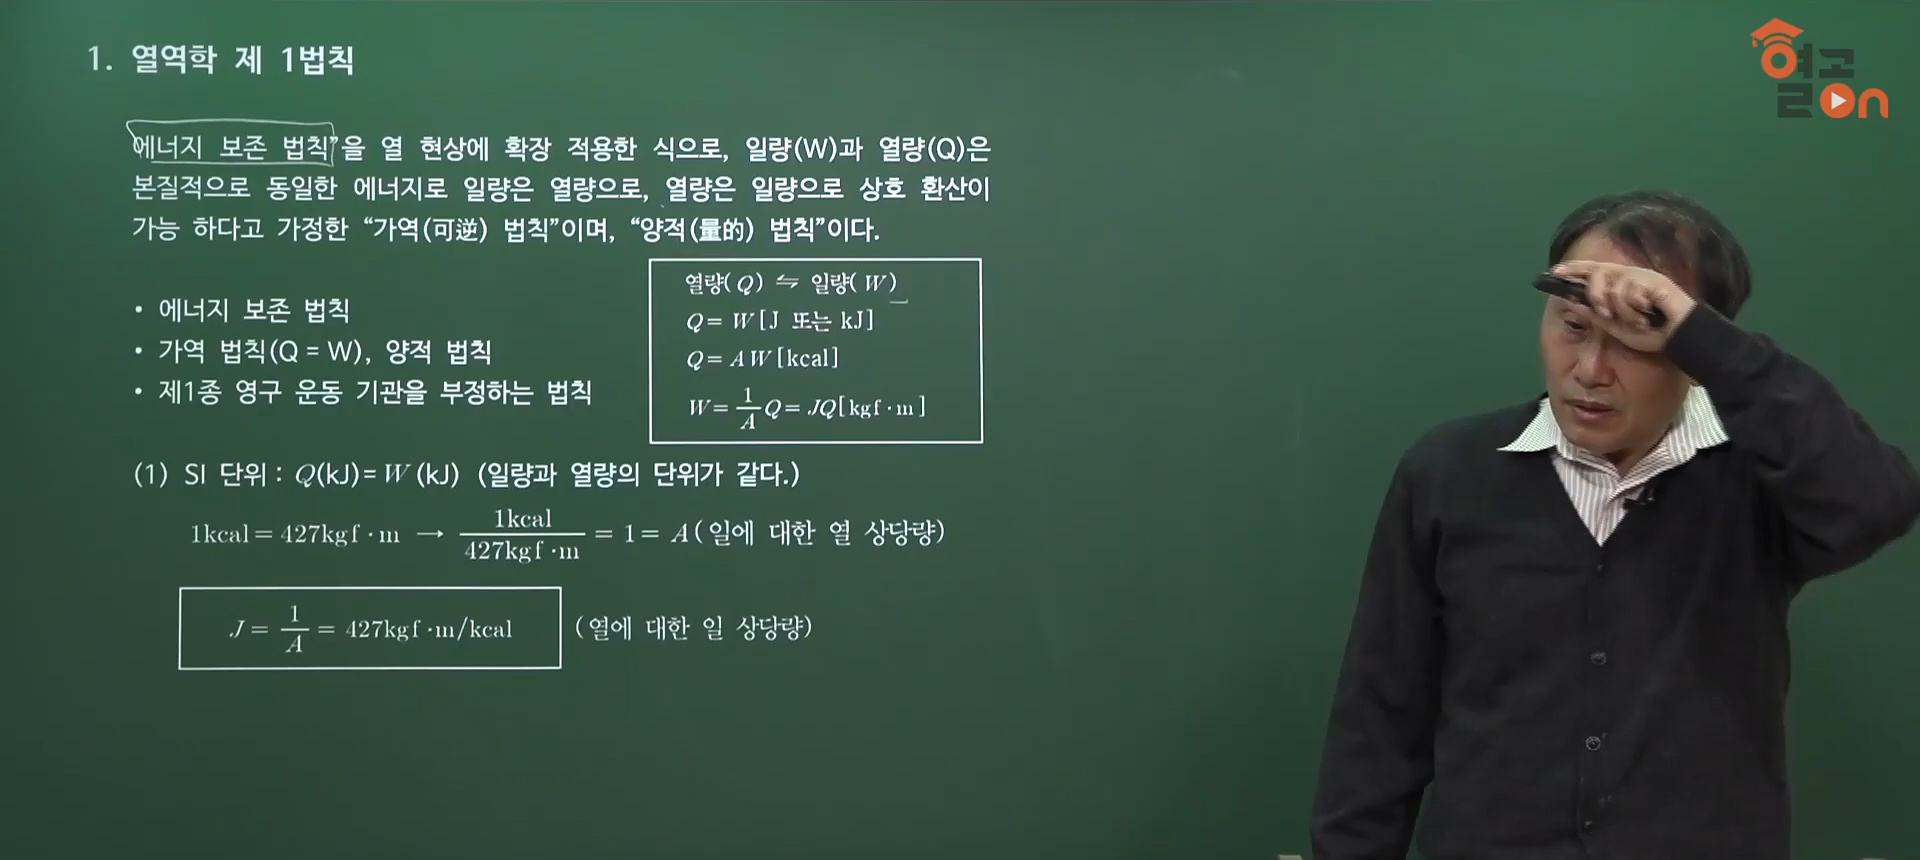 1. 열역학 제 1법칙
열공on
에너지 보존 법칙"을 열 현상에 확장 적용한 식으로, 일량(W)과 열량(Q)은
본질적으로 동일한 에너지로 일량은 열량으로, 열량은 일량으로 상호 환산이
가능 하다고 가정한 "가역(可逆) 법칙"이며, "양적(量的) 법칙"이다.
• 에너지 보존 법칙
• 가역 법칙(Q = W), 양적 법칙
• 제1종 영구 운동 기관을 부정하는 법칙
열량(Q) ⇋ 일량(W)
Q = W[J 또는 kJ]
Q = AW[kcal]
W = 1/A Q = JQ[kgf·m]
(1) SI 단위 : Q(kJ) = W(kJ) (일량과 열량의 단위가 같다.)
1kcal = 427kgf·m → 1kcal/427kgf·m = 1 = A(일에 대한 열 상당량)
J = 1/A = 427kgf·m/kcal (열에 대한 일 상당량)